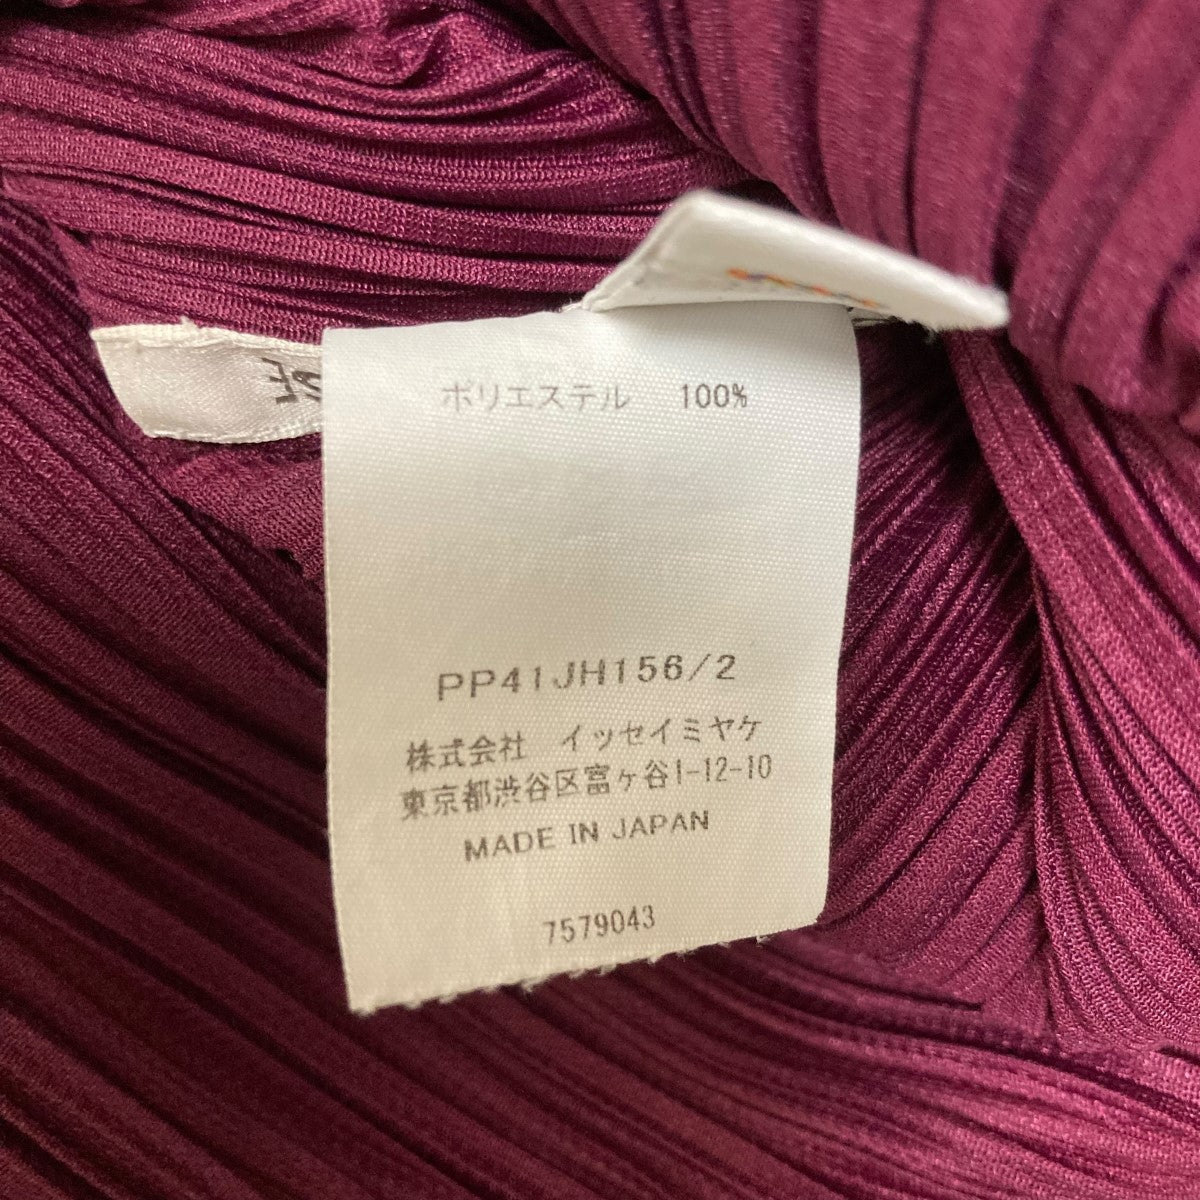 ポリエステル 100%
PP41JH156/2
株式会社 イッセイミヤケ
東京都渋谷区富ヶ谷1-12-10
MADE IN JAPAN
7579043